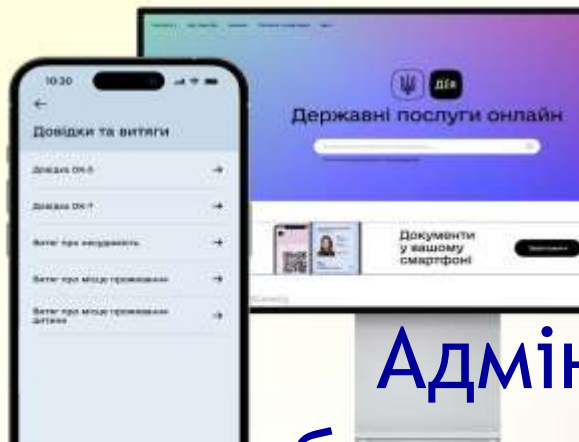 10:30
Довідки та витяги
Довідка ОК-5
Довідка ОК-7
Витяг про несудимість
Витяг про місце проживання
Витяг про місце проживання
дитини
Дія
Державні послуги онлайн
Документи
у вашому
смартфоні
Адмін
б